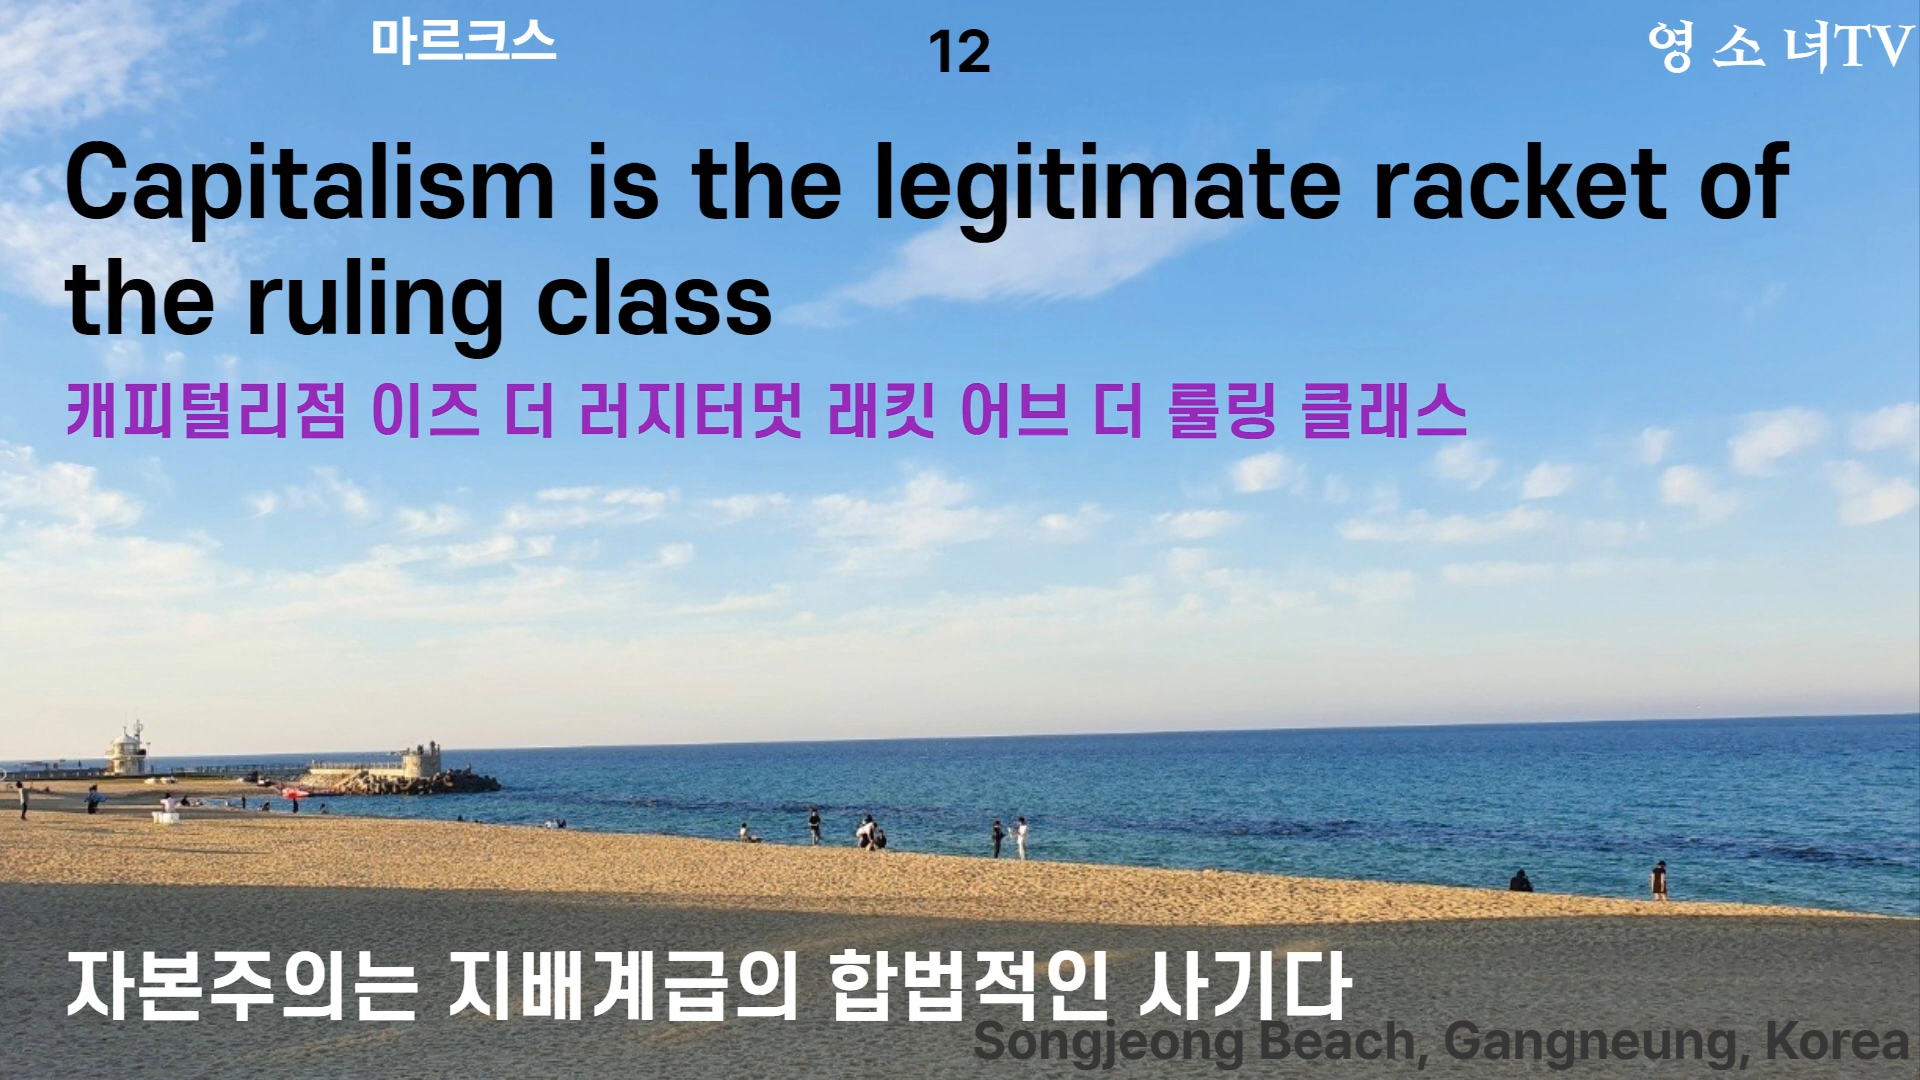 마르크스
12
영 소 녀TV
Capitalism is the legitimate racket of
the ruling class
캐피털리점 이즈 더 러지터멋 래킷 어브 더 룰링 클래스
자본주의는 지배계급의 합법적인 사기다
Songjeong Beach, Gangneung, Korea